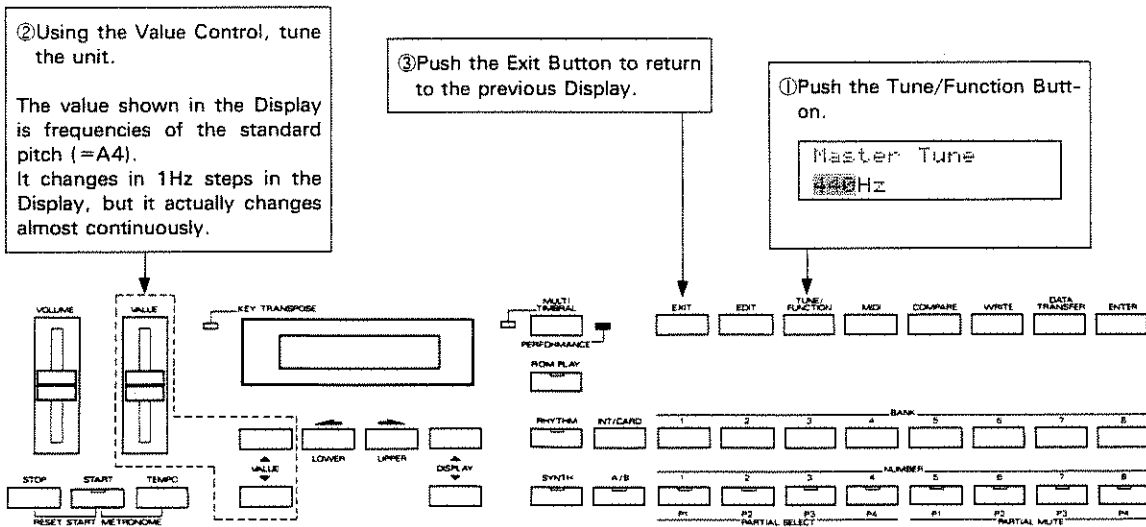 ②Using the Value Control, tune
the unit.
The value shown in the Display
is frequencies of the standard
pitch (=A4).
It changes in 1Hz steps in the
Display, but it actually changes
almost continuously.
③Push the Exit Button to return
to the previous Display.
①Push the Tune/Function Butt-
on.
Master Tune
440Hz
VOLUME
VALUE
KEY TRANSPOSE
MULTI
TIMBRAL
PERFORMANCE
EXIT
EDIT
TUNE/
FUNCTION
MIDI
COMPARE
WRITE
DATA
TRANSFER
ENTER
ROM PLAY
RHYTHM
INT/CARD
BANK
1 2 3 4 5 6 7 8
VALUE
LOWER
UPPER
DISPLAY
STOP
START
TEMPO
RESET START
METRONOME
SYNTH
A/B
NUMBER
1 2 3 4 5 6 7 8
P1 P2 P3 P4 P1 P2 P3 P4
PARTIAL SELECT
PARTIAL MUTE